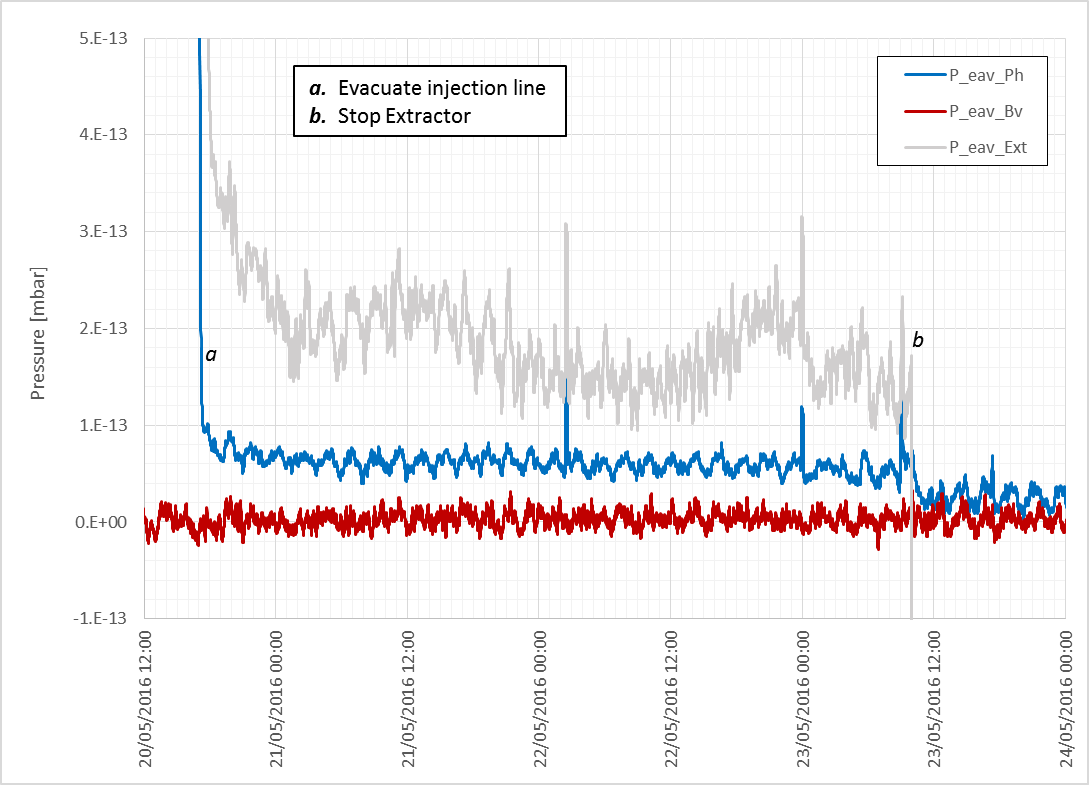 5.E-13
4.E-13
3.E-13
2.E-13
1.E-13
0.E+00
-1.E-13
Pressure [mbar]
a. Evacuate injection line
b. Stop Extractor
P_eav_Ph
P_eav_Bv
P_eav_Ext
a
b
20/05/2016 12:00
21/05/2016 00:00
21/05/2016 12:00
22/05/2016 00:00
22/05/2016 12:00
23/05/2016 00:00
23/05/2016 12:00
24/05/2016 00:00